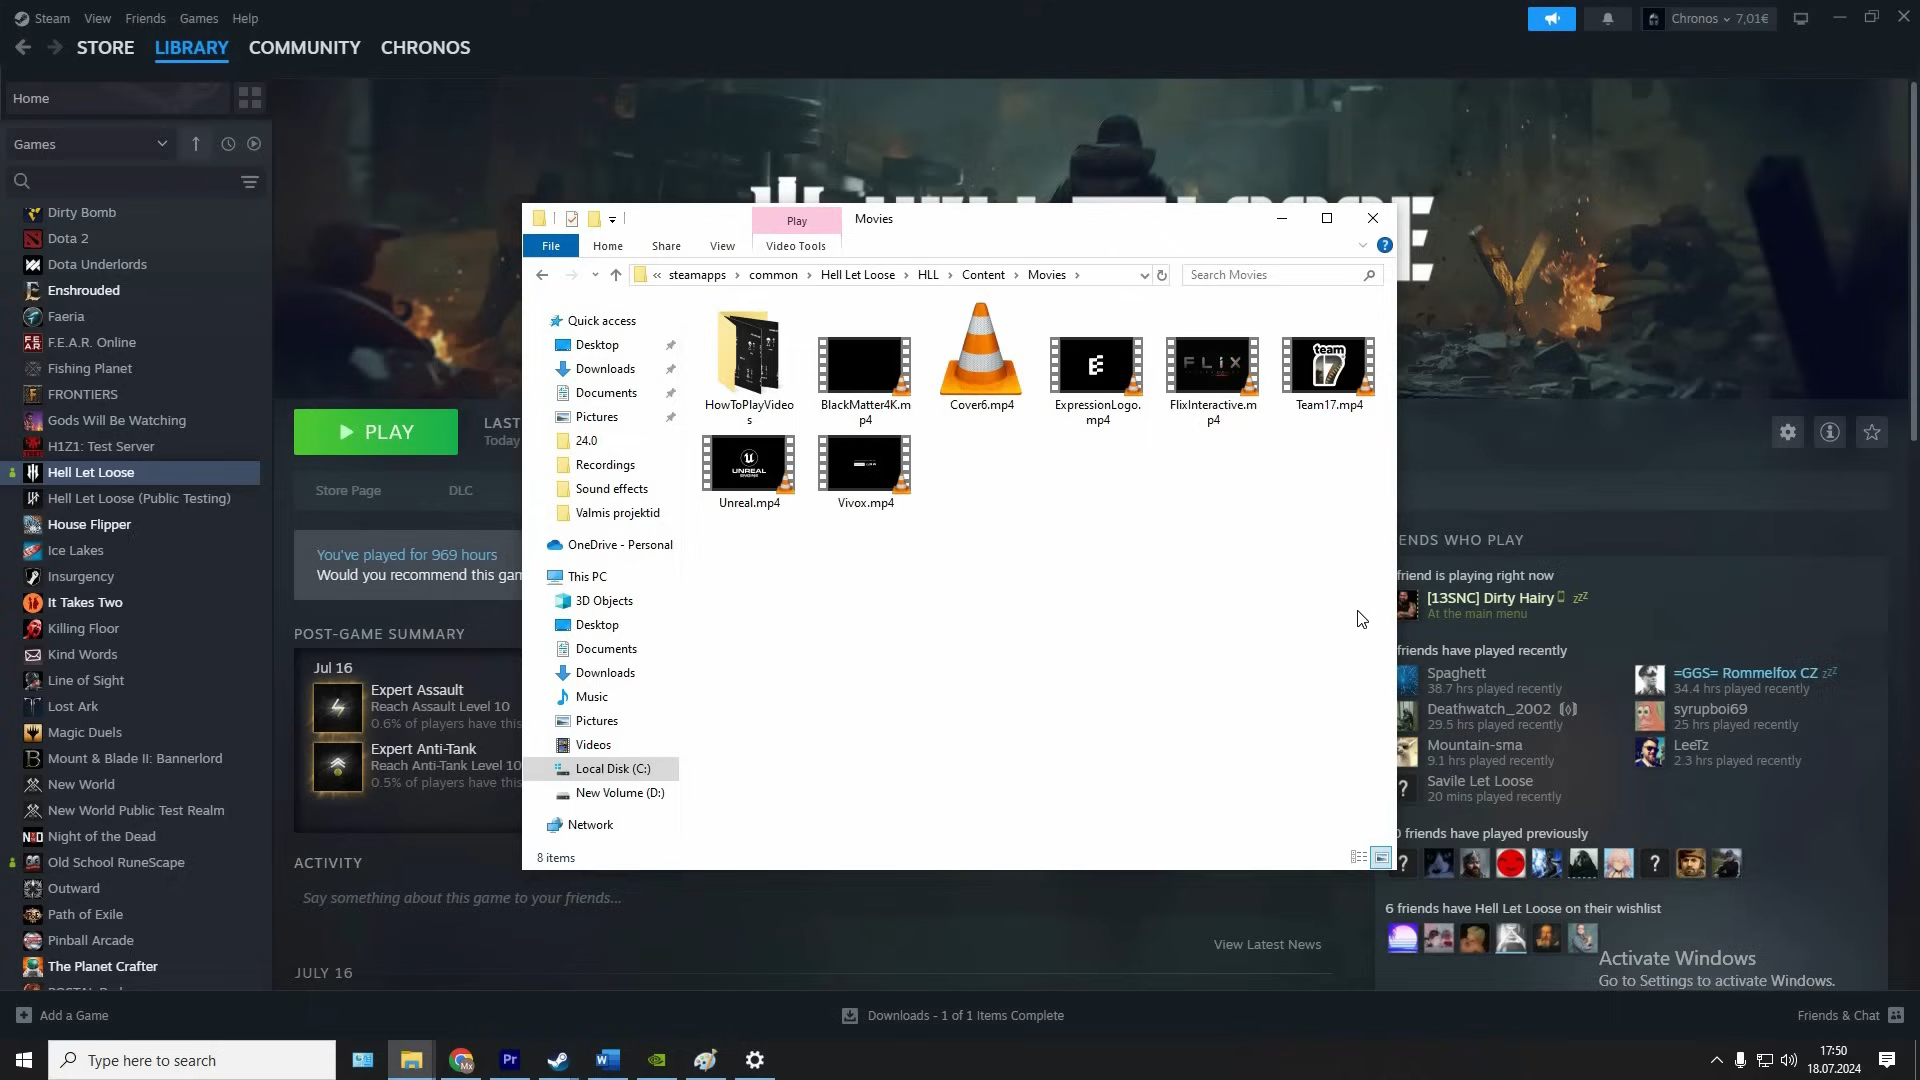 Steam View Friends Games Help
Chronos 7,01€
STORE LIBRARY COMMUNITY CHRONOS
Home
Games
Dirty Bomb
Dota 2
Dota Underlords
Enshrouded
Faeria
F.E.A.R. Online
Fishing Planet
FRONTIERS
Gods Will Be Watching
H1Z1: Test Server
Hell Let Loose
Hell Let Loose (Public Testing)
House Flipper
Ice Lakes
Insurgency
It Takes Two
Killing Floor
Kind Words
Line of Sight
Lost Ark
Magic Duels
Mount & Blade II: Bannerlord
New World
New World Public Test Realm
Night of the Dead
Old School RuneScape
Outward
Path of Exile
Pinball Arcade
The Planet Crafter
Add a Game
PLAY
LAST
Today
Store Page DLC
You've played for 969 hours
Would you recommend this gam
POST-GAME SUMMARY
Jul 16
Expert Assault
Reach Assault Level 10
0.6% of players have this
Expert Anti-Tank
Reach Anti-Tank Level 10
0.5% of players have this
ACTIVITY
Say something about this game to your friends...
View Latest News
JULY 16
Play Movies
File Home Share View Video Tools
« steamapps > common > Hell Let Loose > HLL > Content > Movies >
Search Movies
Quick access
Desktop
Downloads
Documents
Pictures
24.0
Recordings
Sound effects
Valmis projektid
OneDrive - Personal
This PC
3D Objects
Desktop
Documents
Downloads
Music
Pictures
Videos
Local Disk (C:)
New Volume (D:)
Network
8 items
HowToPlayVideo
s
BlackMatter4K.m
p4
Cover6.mp4
ExpressionLogo.
mp4
FLiX
FlixInteractive.m
p4
team
17
Team17.mp4
UNREAL
Unreal.mp4
Vivox.mp4
ENDS WHO PLAY
friend is playing right now
[13SNC] Dirty Hairy zzZ
At the main menu
friends have played recently
Spaghett
38.7 hrs played recently
=GGS= Rommelfox CZ zzZ
34.4 hrs played recently
Deathwatch_2002
29.5 hrs played recently
syrupboi69
25 hrs played recently
Mountain-sma
9.1 hrs played recently
LeeTz
2.3 hrs played recently
Savile Let Loose
20 mins played recently
friends have played previously
6 friends have Hell Let Loose on their wishlist
Activate Windows
Go to Settings to activate Windows.
Downloads - 1 of 1 Items Complete
Friends & Chat
Type here to search
Pr
17:50
18.07.2024